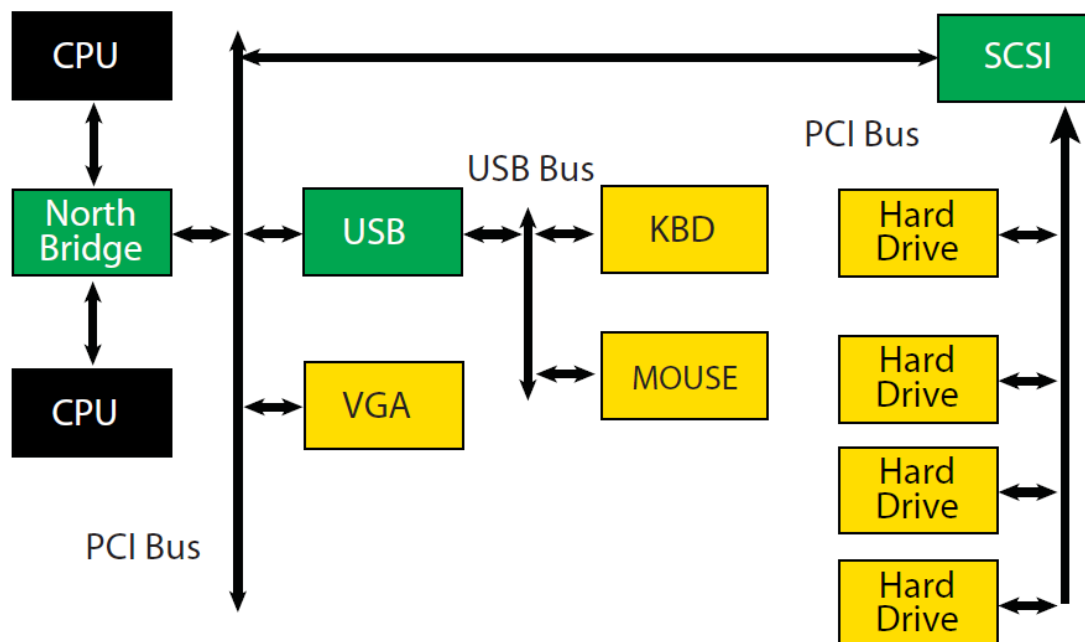 CPU
SCSI
PCI Bus
USB Bus
North
Bridge
USB
KBD
Hard
Drive
CPU
VGA
MOUSE
Hard
Drive
Hard
Drive
PCI Bus
Hard
Drive